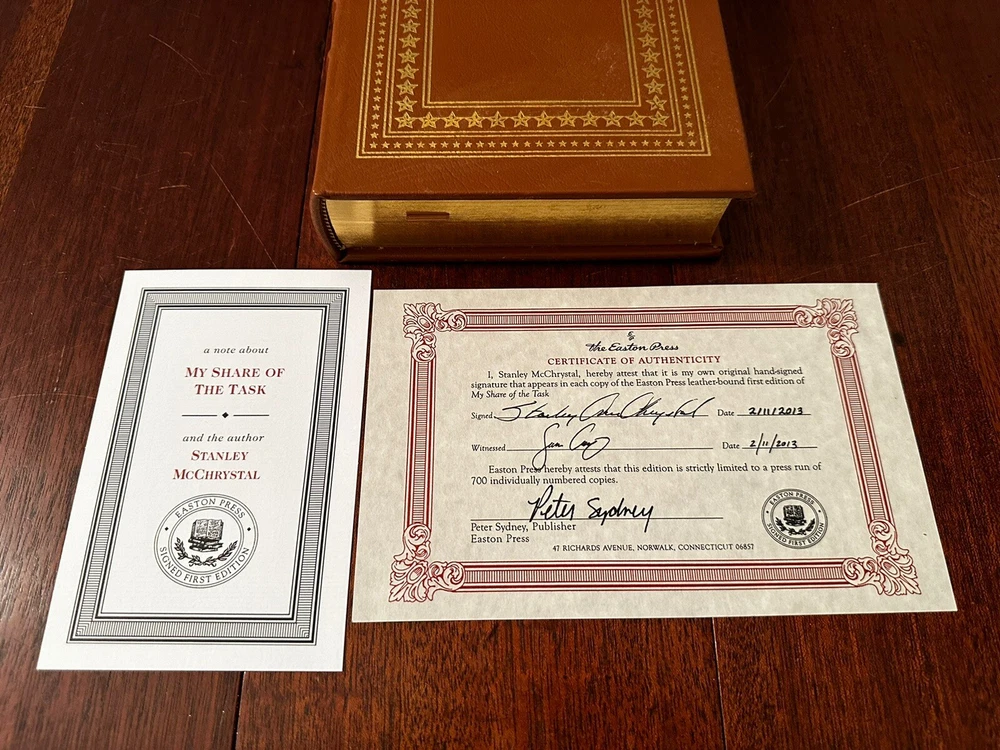 a note about
MY SHARE OF
THE TASK
and the author
STANLEY
MCCHRYSTAL
EASTON PRESS
SIGNED FIRST EDITION
The Easton Press
CERTIFICATE OF AUTHENTICITY
I, Stanley McChrystal, hereby attest that it is my own original hand-signed
signature that appears in each copy of the Easton Press leather-bound first edition of
My Share of the Task
Signed Stanley McChrystal Date 2/11/2013
Witnessed Date 2/11/2013
Easton Press hereby attests that this edition is strictly limited to a press run of
700 individually numbered copies.
Peter Sydney
Peter Sydney, Publisher
Easton Press
47 RICHARDS AVENUE, NORWALK, CONNECTICUT 06857
EASTON PRESS
SIGNED FIRST EDITION